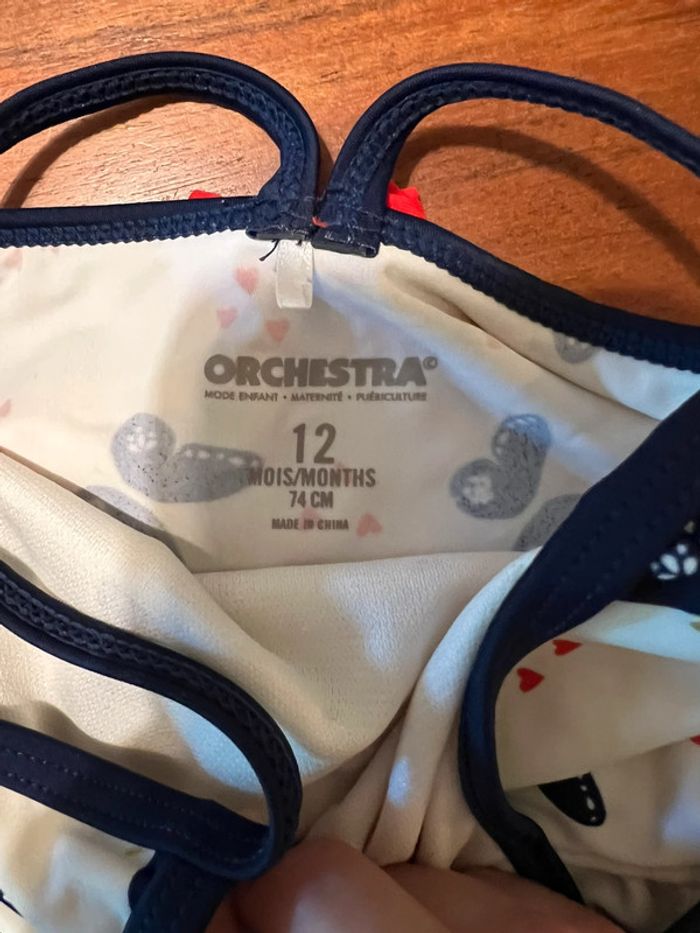 ORCHESTRA©
MODE ENFANT • MATERNITÉ • PUÉRICULTURE
12
MOIS/MONTHS
74 CM
MADE IN CHINA